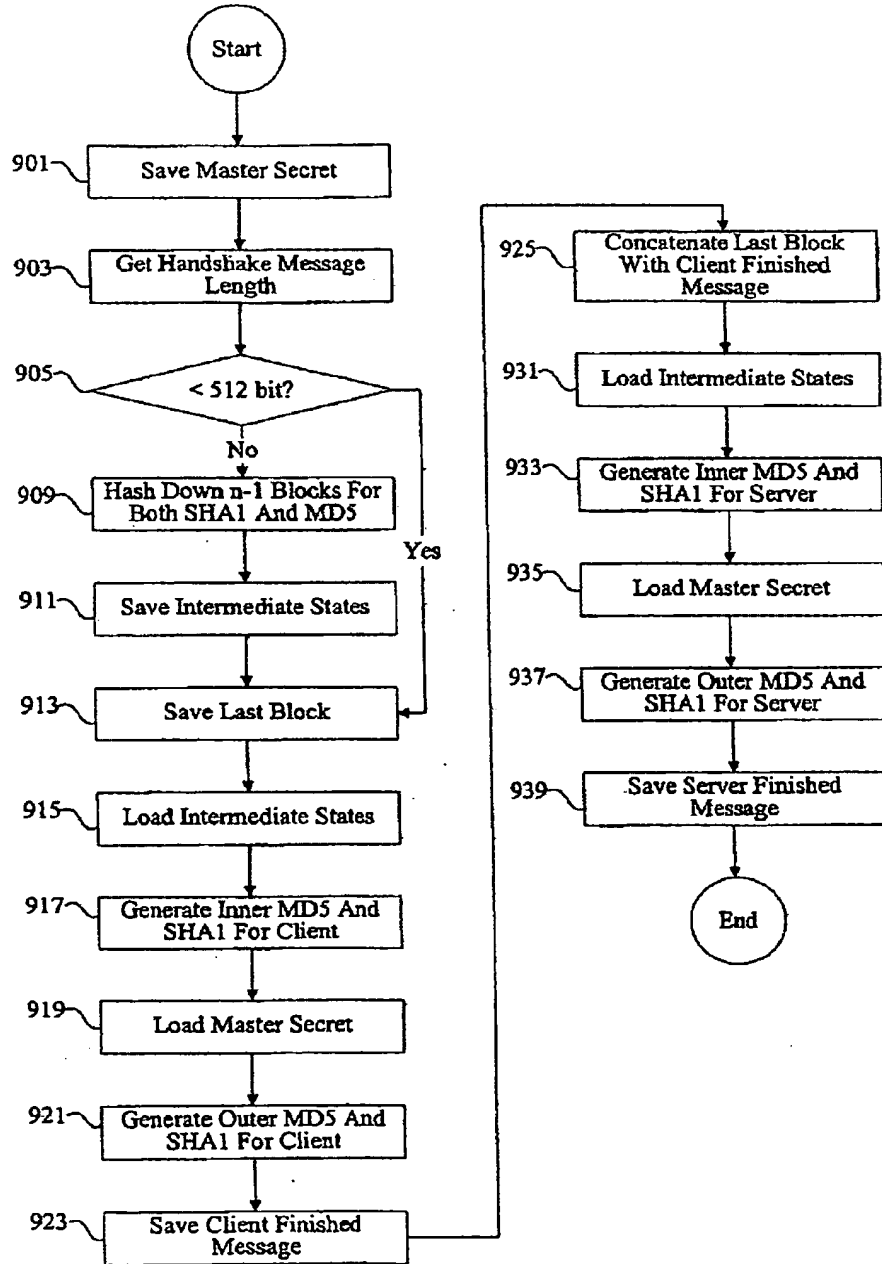 Start
901
Save Master Secret
903
Get Handshake Message
Length
905
< 512 bit?
No
Yes
909
Hash Down n-1 Blocks For
Both SHA1 And MD5
911
Save Intermediate States
913
Save Last Block
915
Load Intermediate States
917
Generate Inner MD5 And
SHA1 For Client
919
Load Master Secret
921
Generate Outer MD5 And
SHA1 For Client
923
Save Client Finished
Message
925
Concatenate Last Block
With Client Finished
Message
931
Load Intermediate States
933
Generate Inner MD5 And
SHA1 For Server
935
Load Master Secret
937
Generate Outer MD5 And
SHA1 For Server
939
Save Server Finished
Message
End